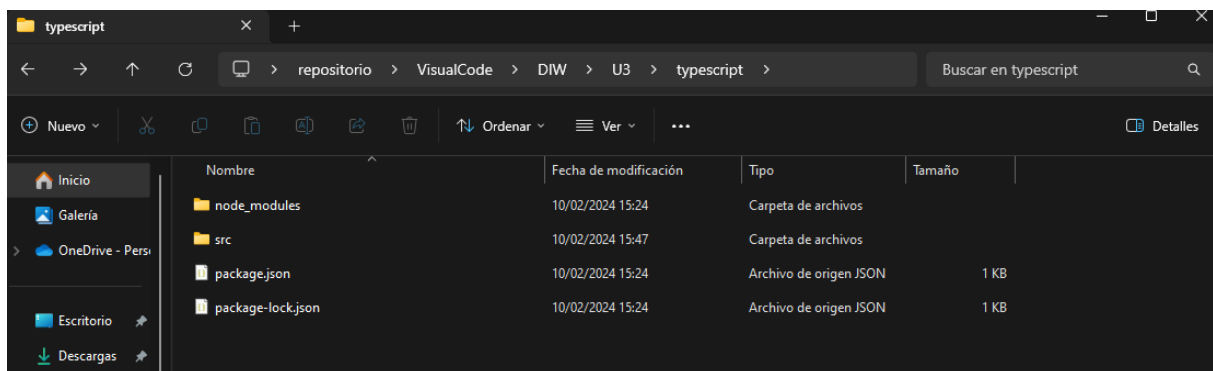 typescript
repositorio > VisualCode > DIW > U3 > typescript >
Buscar en typescript
Nuevo
Ordenar
Ver
Detalles
Inicio
Galería
OneDrive - Pers
Escritorio
Descargas
Nombre Fecha de modificación Tipo Tamaño
node_modules 10/02/2024 15:24 Carpeta de archivos
src 10/02/2024 15:47 Carpeta de archivos
package.json 10/02/2024 15:24 Archivo de origen JSON 1 KB
package-lock.json 10/02/2024 15:24 Archivo de origen JSON 1 KB